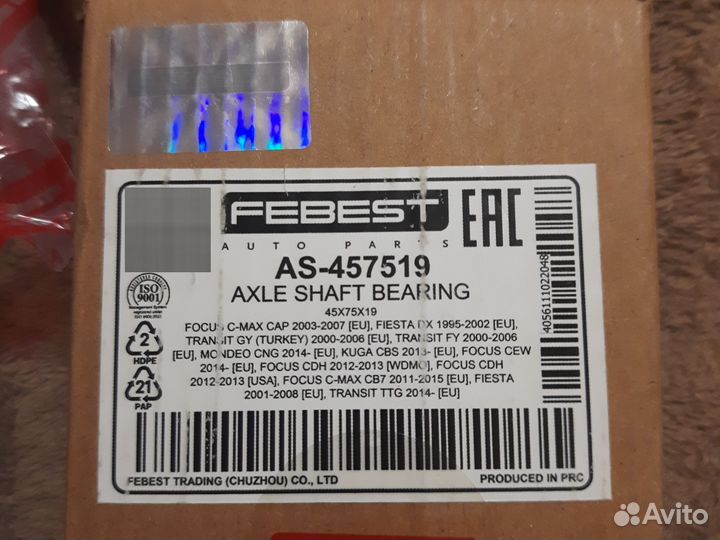 FEBEST
AUTO PARTS
EAC
AS-457519
AXLE SHAFT BEARING
45X75X19
FOCUS C-MAX CAP 2003-2007 [EU], FIESTA DX 1995-2002 [EU],
TRANSIT GY (TURKEY) 2000-2006 [EU], TRANSIT FY 2000-2006
[EU], MONDEO CNG 2014- [EU], KUGA CBS 2013- [EU], FOCUS CEW
2014- [EU], FOCUS CDH 2012-2013 [WDMO], FOCUS CDH
2012-2013 [USA], FOCUS C-MAX CB7 2011-2015 [EU], FIESTA
2001-2008 [EU], TRANSIT TTG 2014- [EU]
ISO
9001
2
HDPE
21
PAP
4056111022048
FEBEST TRADING (CHUZHOU) CO., LTD
PRODUCED IN PRC
Avito